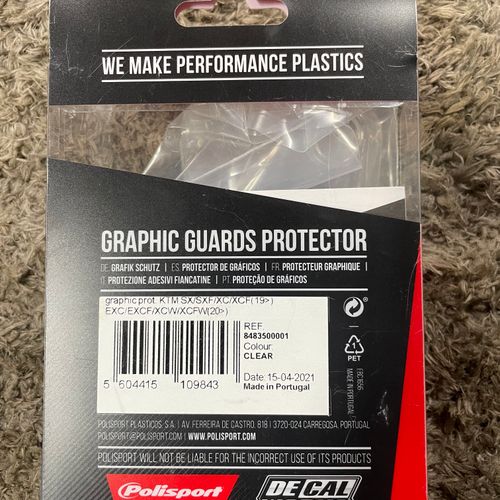 WE MAKE PERFORMANCE PLASTICS
GRAPHIC GUARDS PROTECTOR
DE: GRAFIK SCHUTZ | ES: PROTECTOR DE GRÁFICOS | FR: PROTECTEUR GRAPHIQUE |
IT: PROTEZIONE ADESIVI FIANCATINE | PT: PROTEÇÃO DE GRÁFICOS
graphic prot. KTM SX/SXF/XC/XCF(19>)
EXC/EXCF/XCW/XCFW(20>)
REF.
8483500001
Colour:
CLEAR
Date: 15-04-2021
Made in Portugal
5 604415 109843
1
PET
MADE IN PORTUGAL
POLISPORT PLÁSTICOS S.A. | AV. FERREIRA DE CASTRO, 818 | 3720-024 CARREGOSA, PORTUGAL
POLISPORT@POLISPORT.COM | WWW.POLISPORT.COM
POLISPORT WILL NOT BE LIABLE FOR THE INCORRECT USE OF ITS PRODUCTS
Polisport
DECAL